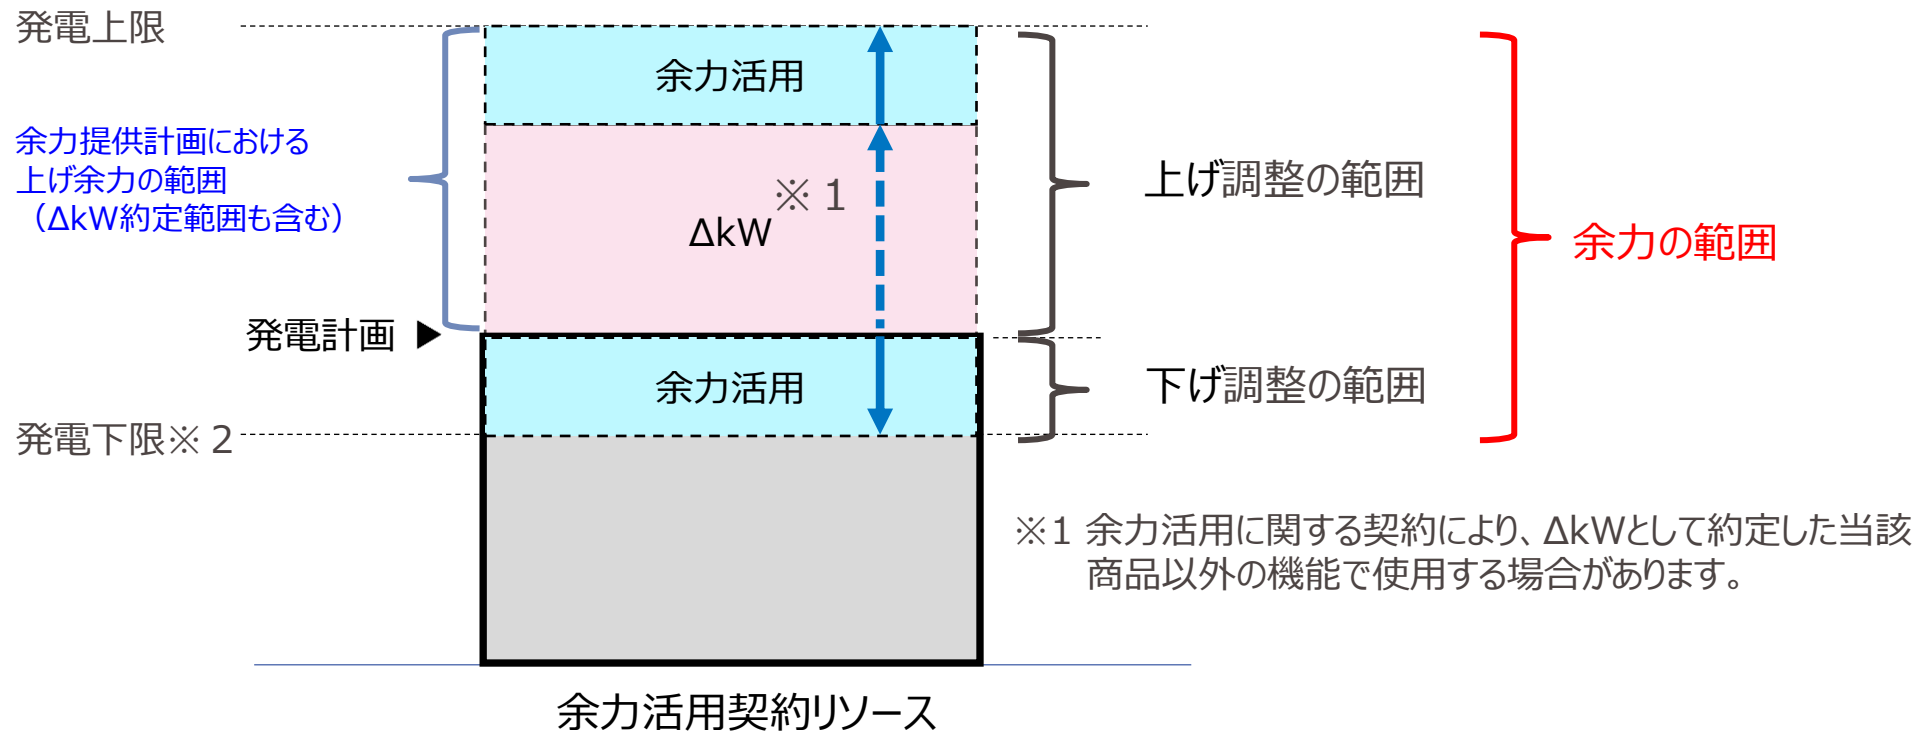 発電上限
余力活用
余力提供計画における
上げ余力の範囲
（ΔkW約定範囲も含む）
ΔkW※１
上げ調整の範囲
余力の範囲
発電計画 ▶
余力活用
下げ調整の範囲
発電下限※２
※1 余力活用に関する契約により、ΔkWとして約定した当該
商品以外の機能で使用する場合があります。
余力活用契約リソース